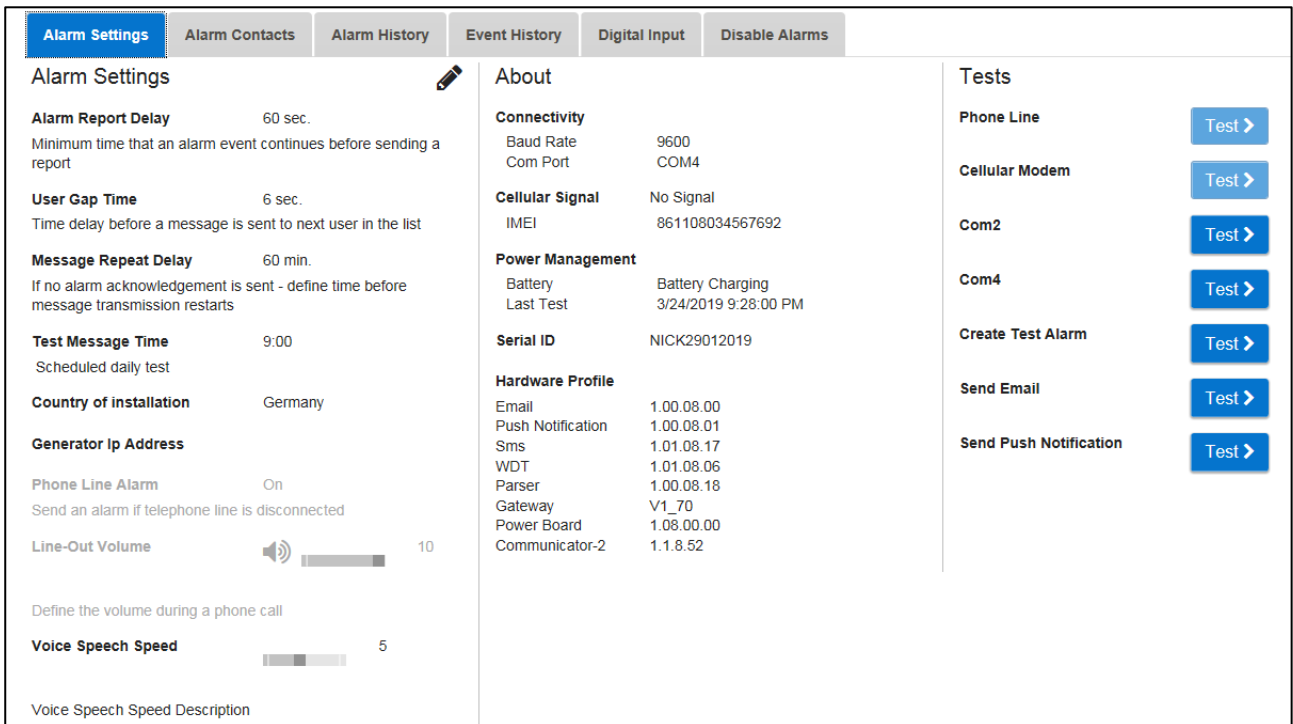 Alarm Settings Alarm Contacts Alarm History Event History Digital Input Disable Alarms
Alarm Settings
Alarm Report Delay 60 sec.
Minimum time that an alarm event continues before sending a
report
User Gap Time 6 sec.
Time delay before a message is sent to next user in the list
Message Repeat Delay 60 min.
If no alarm acknowledgement is sent - define time before
message transmission restarts
Test Message Time 9:00
Scheduled daily test
Country of installation Germany
Generator Ip Address
Phone Line Alarm On
Send an alarm if telephone line is disconnected
Line-Out Volume 10
Define the volume during a phone call
Voice Speech Speed 5
Voice Speech Speed Description
About
Connectivity
Baud Rate 9600
Com Port COM4
Cellular Signal No Signal
IMEI 861108034567692
Power Management
Battery Battery Charging
Last Test 3/24/2019 9:28:00 PM
Serial ID NICK29012019
Hardware Profile
Email 1.00.08.00
Push Notification 1.00.08.01
Sms 1.01.08.17
WDT 1.01.08.06
Parser 1.00.08.18
Gateway V1_70
Power Board 1.08.00.00
Communicator-2 1.1.8.52
Tests
Phone Line Test
Cellular Modem Test
Com2 Test
Com4 Test
Create Test Alarm Test
Send Email Test
Send Push Notification Test